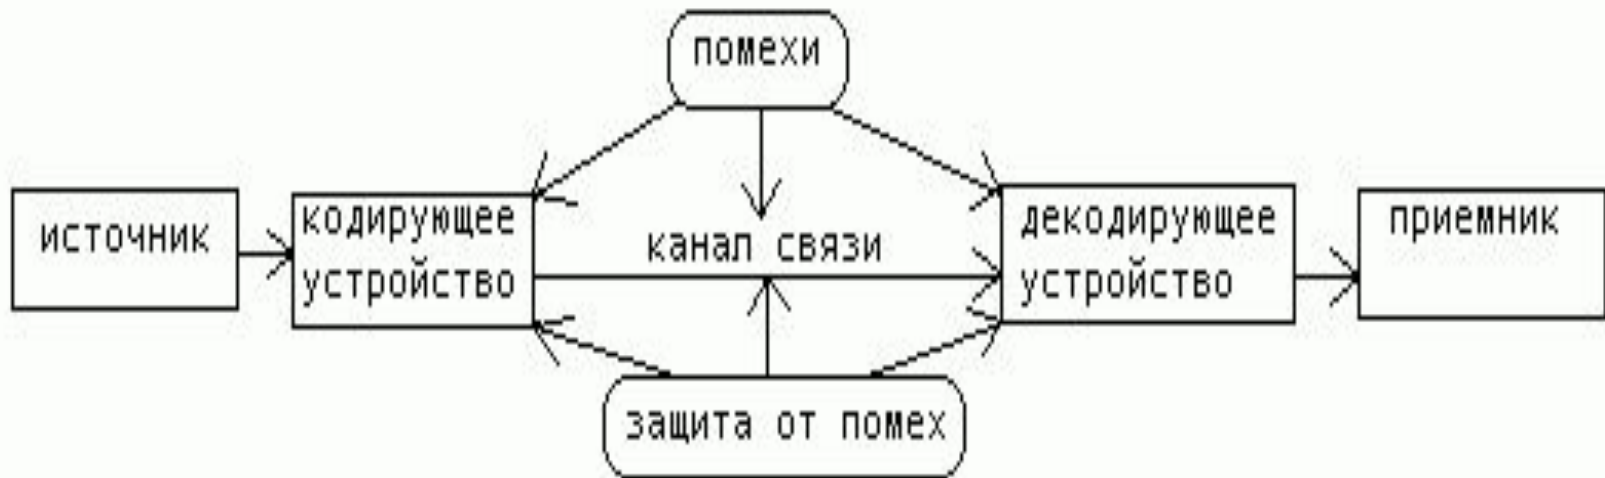 помехи
источник
кодирующее
устройство
канал связи
декодирующее
устройство
приемник
защита от помех